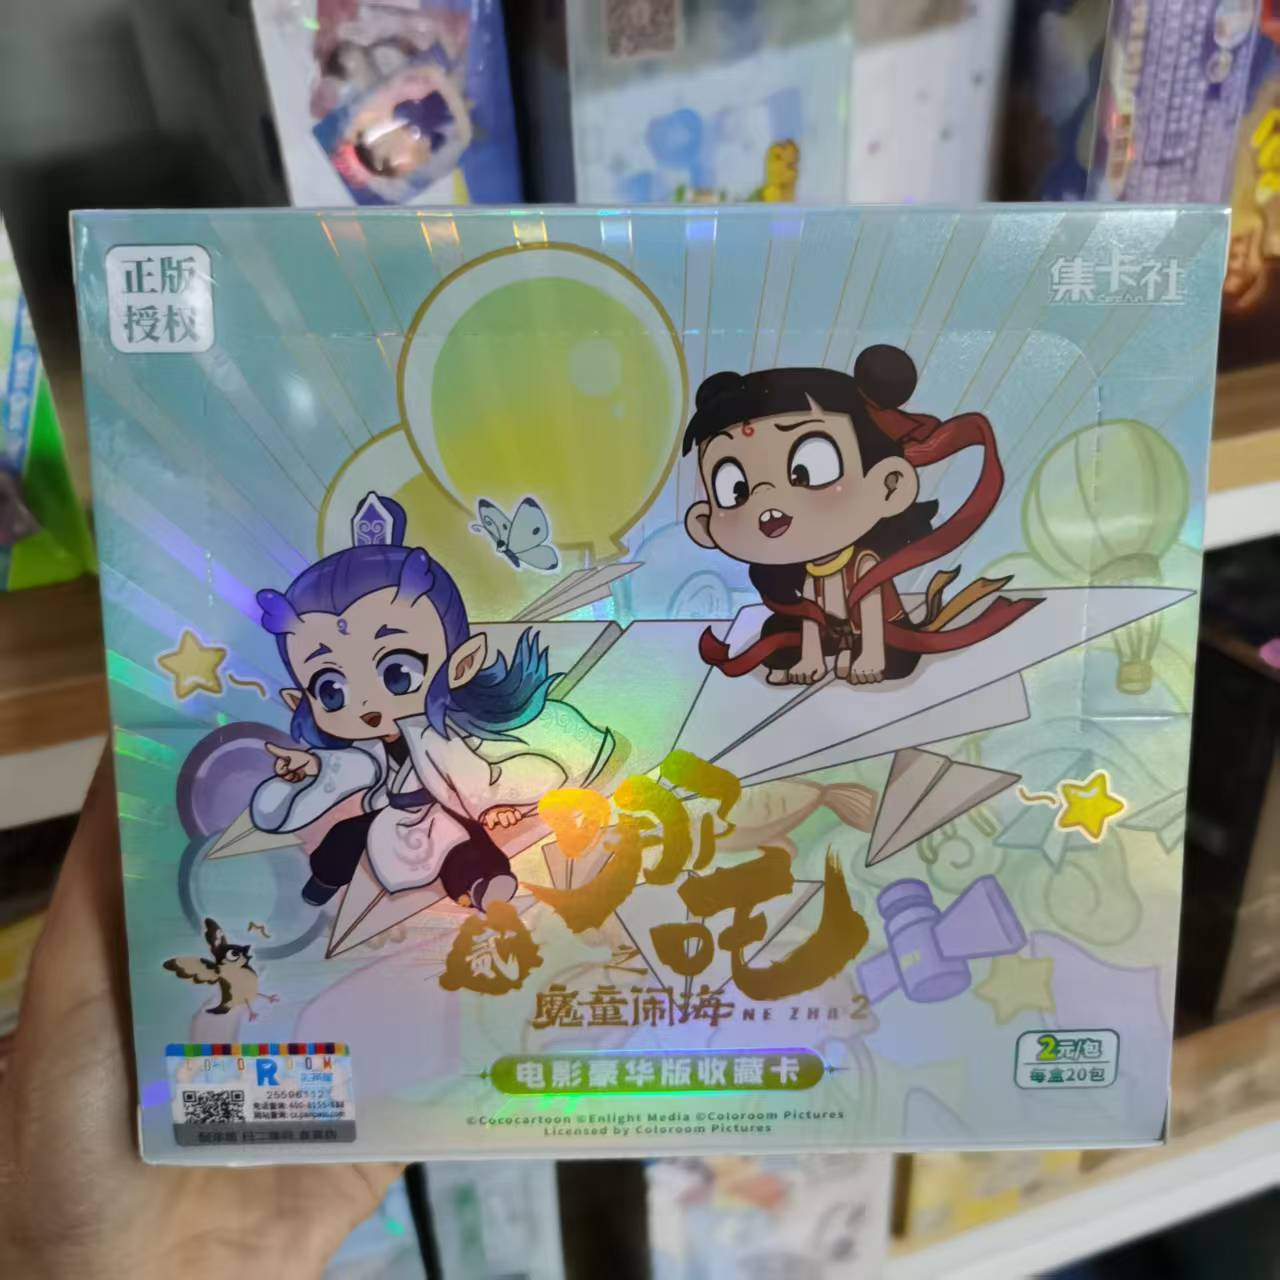 正版
授权
集卡社
哪
吒
贰
之
魔童闹海 NE ZHA 2
电影豪华版收藏卡
2元/包
每盒20包
COLOROOM
©Cococartoon ©Enlight Media ©Coloroom Pictures
Licensed by Coloroom Pictures